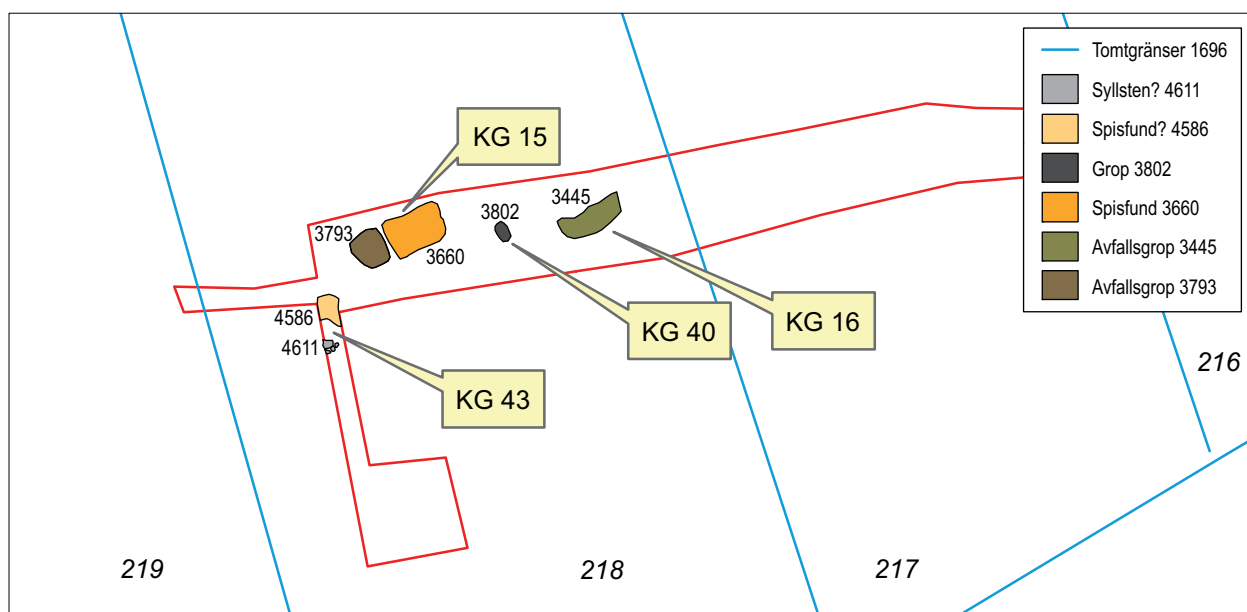 Tomtgränser 1696
Syllsten? 4611
Spisfund? 4586
Grop 3802
Spisfund 3660
Avfallsgrop 3445
Avfallsgrop 3793
KG 15
3445
3802
3793
3660
KG 16
KG 40
4586
4611
KG 43
216
219
218
217